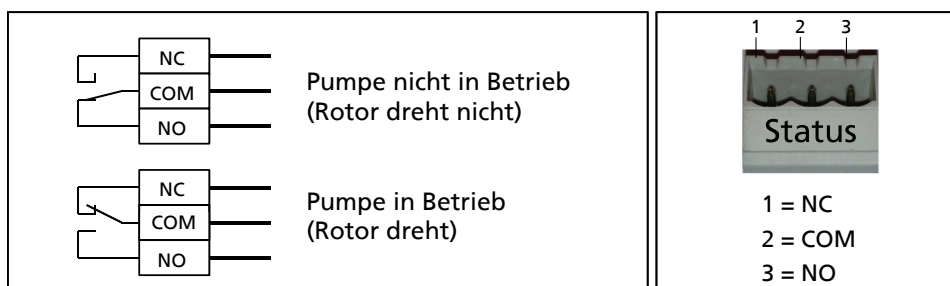 NC
COM
NO
Pumpe nicht in Betrieb
(Rotor dreht nicht)
NC
COM
NO
Pumpe in Betrieb
(Rotor dreht)
1 2 3
Status
1 = NC
2 = COM
3 = NO